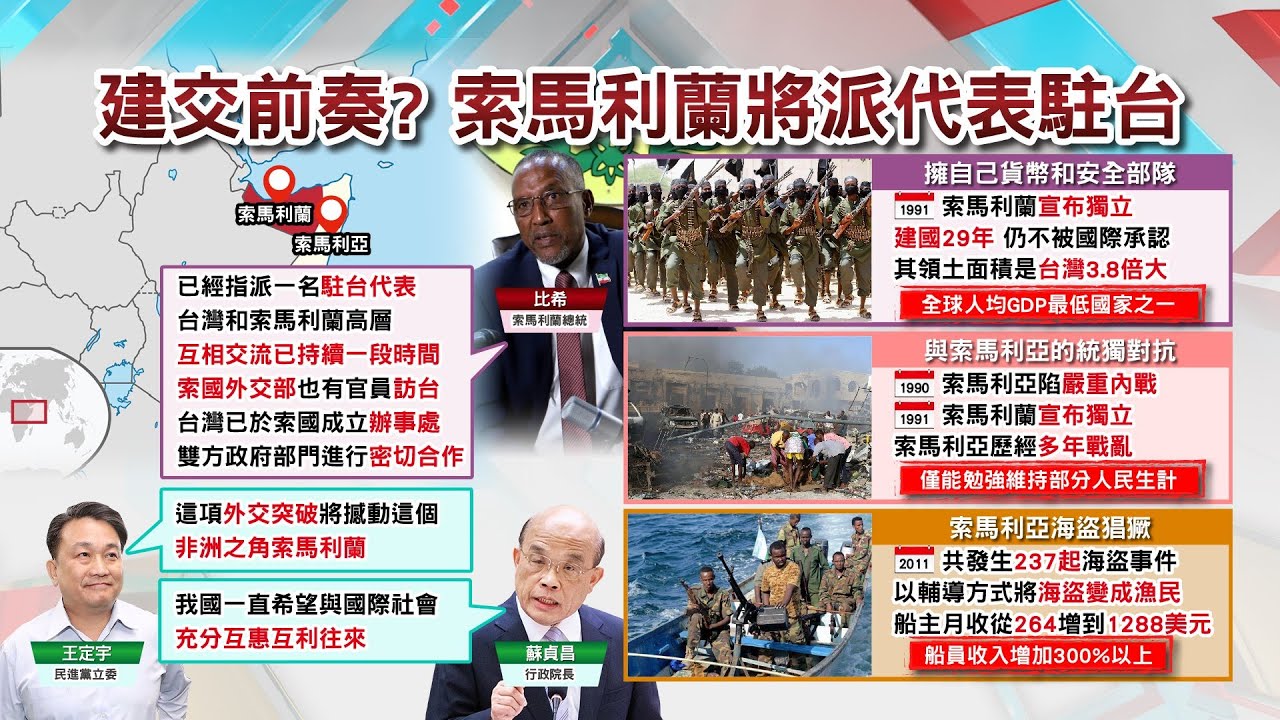 建交前奏? 索馬利蘭將派代表駐台
索馬利蘭
索馬利亞
已經指派一名駐台代表
台灣和索馬利蘭高層
互相交流已持續一段時間
索國外交部也有官員訪台
台灣已於索國成立辦事處
雙方政府部門進行密切合作
比希
索馬利蘭總統
這項外交突破將撼動這個
非洲之角索馬利蘭
王定宇
民進黨立委
我國一直希望與國際社會
充分互惠互利往來
蘇貞昌
行政院長
擁自己貨幣和安全部隊
1991 索馬利蘭宣布獨立
建國29年 仍不被國際承認
其領土面積是台灣3.8倍大
全球人均GDP最低國家之一
與索馬利亞的統獨對抗
1990 索馬利亞陷嚴重內戰
1991 索馬利蘭宣布獨立
索馬利亞歷經多年戰亂
僅能勉強維持部分人民生計
索馬利亞海盜猖獗
2011 共發生237起海盜事件
以輔導方式將海盜變成漁民
船主月收從264增到1288美元
船員收入增加300%以上